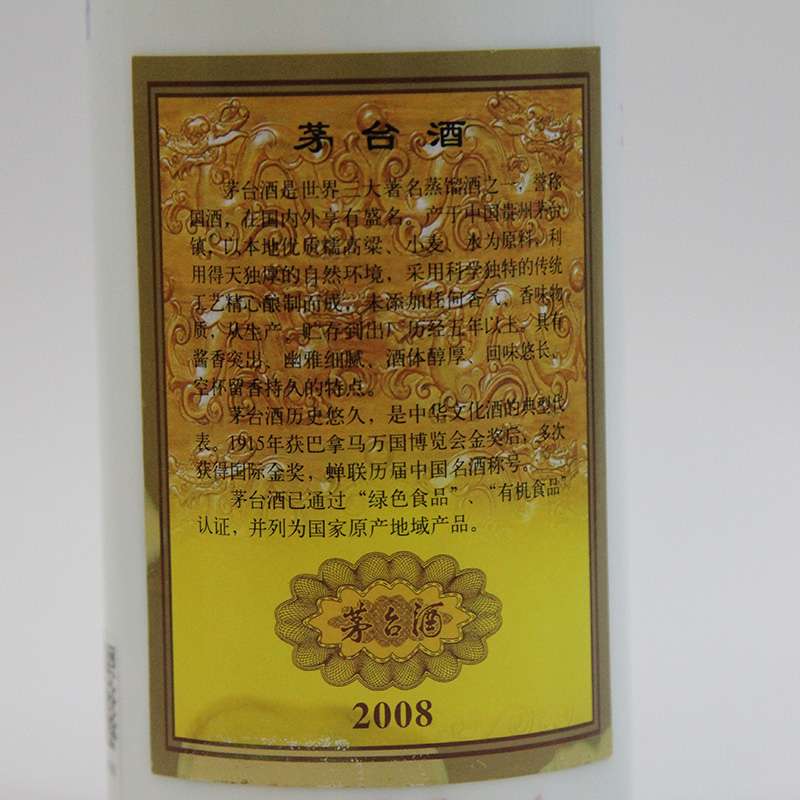 茅台酒
茅台酒是世界三大著名蒸馏酒之一，誉称
国酒，在国内外享有盛名。产于中国贵州茅台
镇，以本地优质糯高粱、小麦、水为原料，利
用得天独厚的自然环境，采用科学独特的传统
工艺精心酿制而成，未添加任何香气、香味物
质，从生产、贮存到出厂历经五年以上。具有
酱香突出、幽雅细腻、酒体醇厚、回味悠长、
空杯留香持久的特点。
茅台酒历史悠久，是中华文化酒的典型代
表。1915年获巴拿马万国博览会金奖后，多次
获得国际金奖，蝉联历届中国名酒称号。
茅台酒已通过“绿色食品”、“有机食品”
认证，并列为国家原产地域产品。
茅台酒
2008